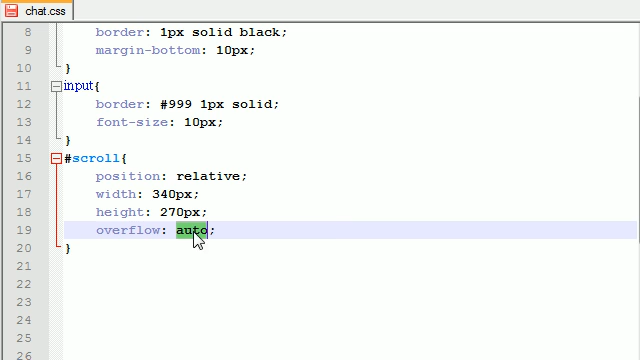 chat.css
8 border: 1px solid black;
9 margin-bottom: 10px;
10 }
11 input{
12 border: #999 1px solid;
13 font-size: 10px;
14 }
15 #scroll{
16 position: relative;
17 width: 340px;
18 height: 270px;
19 overflow: auto;
20 }
21
22
23
24
25
26